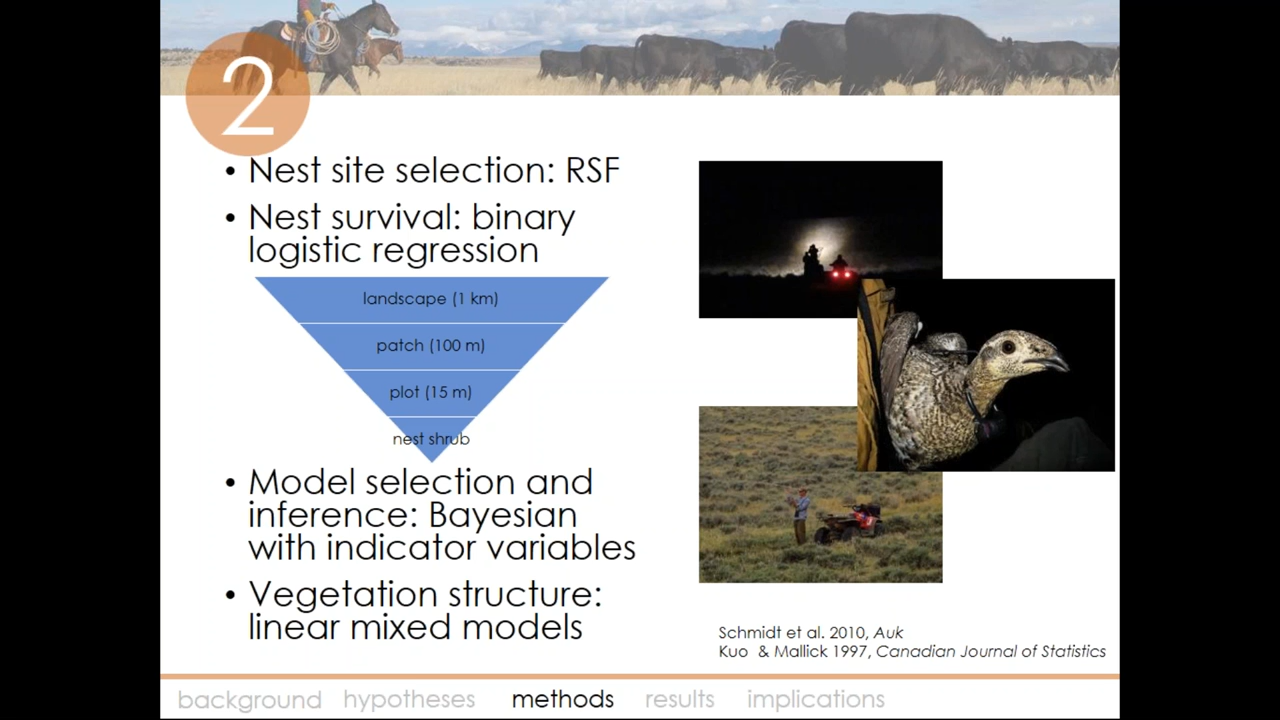 2
• Nest site selection: RSF
• Nest survival: binary
logistic regression
landscape (1 km)
patch (100 m)
plot (15 m)
nest shrub
• Model selection and
inference: Bayesian
with indicator variables
• Vegetation structure:
linear mixed models
Schmidt et al. 2010, Auk
Kuo & Mallick 1997, Canadian Journal of Statistics
background hypotheses methods results implications